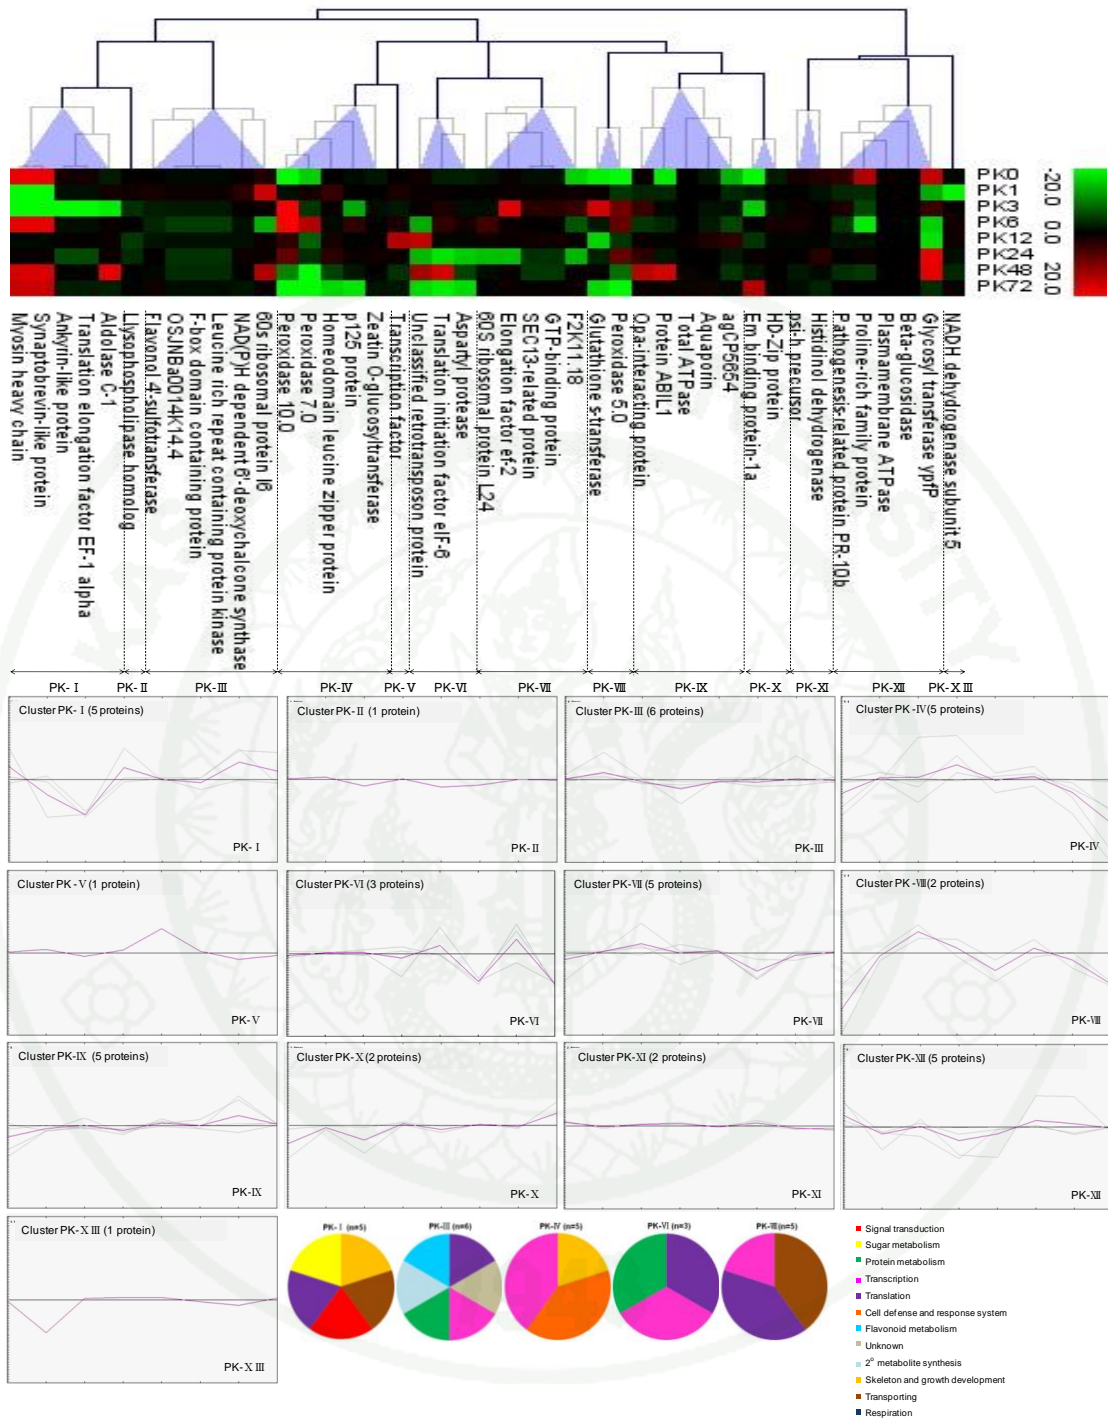 PK0
PK1
PK3
PK6
PK12
PK24
PK48
PK72
-20.0
0.0
20.0
Myosin heavy chain
Synaptobrevin-like protein
Ankyrin-like protein
Translation elongation factor EF-1 alpha
Aldolase C-1
Llysophospholipase homolog
Flavonol 4'-sulfotransferase
OSJNBa0014K14.4
F-box domain containing protein
Leucine rich repeat containing protein kinase
NAD(P)H dependent 6'-deoxychalcone synthase
60s ribosomal protein l6
Peroxidase 10.0
Peroxidase 7.0
Homeodomain leucine zipper protein
p125 protein
Zeatin O-glucosyltransferase
Transcription factor
Unclassified retrotransposon protein
Translation initiation factor eIF-6
Aspartyl protease
60S ribosomal protein L24
Elongation factor ef-2
SEC13-related protein
GTP-binding protein
F2K11.18
Glutathione s-transferase
Peroxidase 5.0
Opa-interacting protein
Protein ABIL1
Total ATPase
Aquaporin
agCP5654
Em binding protein-1a
HD-Zip protein
psi-h precursor
Histidinol dehydrogenase
Pathogenesis-related protein PR-10b
Proline-rich family protein
Plasmamembrane ATPase
Beta-glucosidase
Glycosyl transferase ypfP
NADH dehydrogenase subunit 5
PK- I
PK- II
PK-III
PK-IV
PK-V
PK-VI
PK-VII
PK-VIII
PK-IX
PK-X
PK-XI
PK-XII
PK-X III
Cluster PK- I (5 proteins)
PK- I
Cluster PK- II (1 protein)
PK-II
Cluster PK-III (6 proteins)
PK-III
Cluster PK-IV(5 proteins)
PK-IV
Cluster PK-V (1 protein)
PK-V
Cluster PK-VI (3 proteins)
PK-VI
Cluster PK-VII (5 proteins)
PK-VII
Cluster PK-VIII(2 proteins)
PK-VIII
Cluster PK-IX (5 proteins)
PK-IX
Cluster PK-X (2 proteins)
PK-X
Cluster PK-XI (2 proteins)
PK-XI
Cluster PK-XII (5 proteins)
PK-XII
Cluster PK-X III (1 protein)
PK-X III
PK- I (n=5)
PK-III (n=6)
PK-IV (n=5)
PK-VI (n=3)
PK-VII (n=5)
Signal transduction
Sugar metabolism
Protein metabolism
Transcription
Translation
Cell defense and response system
Flavonoid metabolism
Unknown
2° metabolite synthesis
Skeleton and growth development
Transporting
Respiration